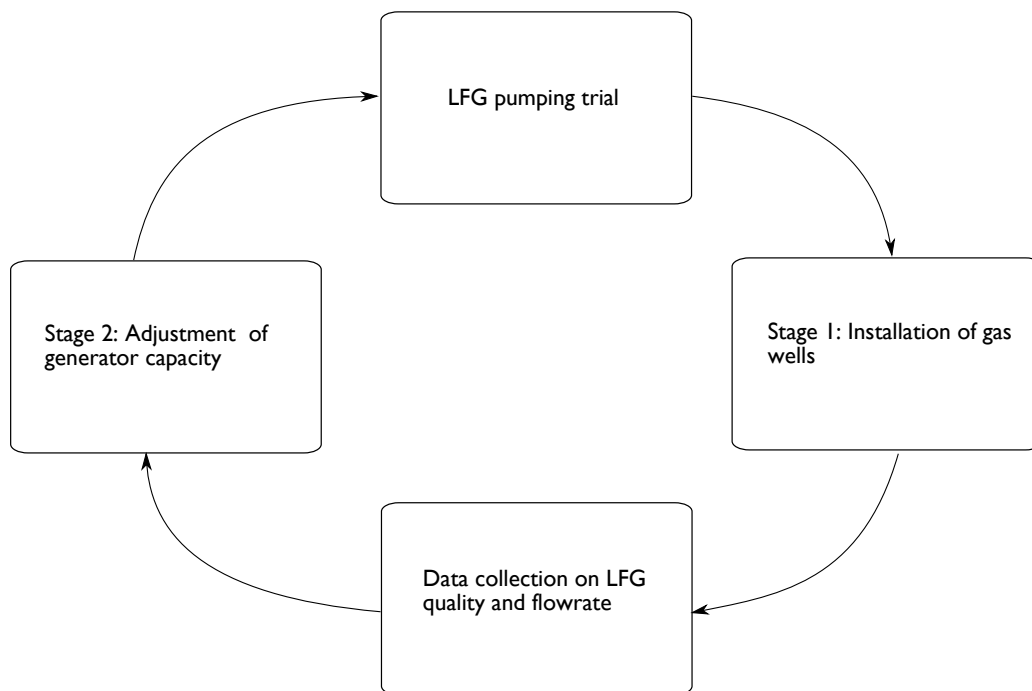 LFG pumping trial
Stage 1: Installation of gas
wells
Data collection on LFG
quality and flowrate
Stage 2: Adjustment of
generator capacity